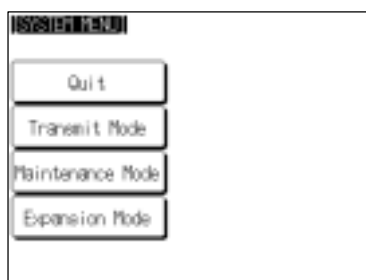 [SYSTEM MENU]
Quit
Transmit Mode
Maintenance Mode
Expansion Mode